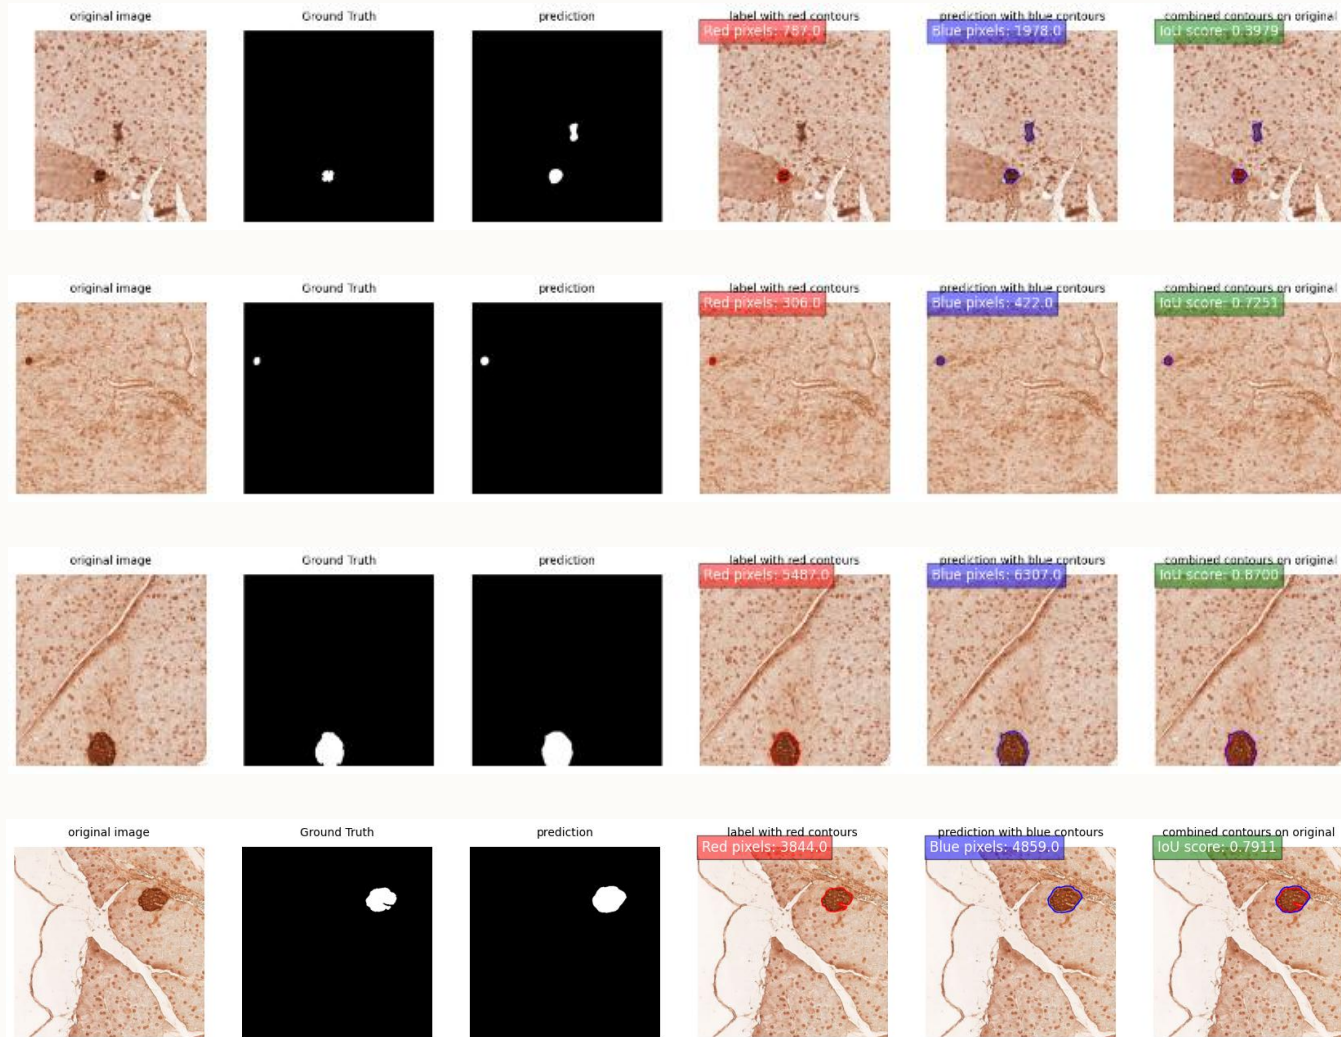 original image Ground Truth prediction label with red contours prediction with blue contours combined contours on original
Red pixels: 787.0 Blue pixels: 1978.0 IoU score: 0.3979
original image Ground Truth prediction label with red contours prediction with blue contours combined contours on original
Red pixels: 306.0 Blue pixels: 422.0 IoU score: 0.7251
original image Ground Truth prediction label with red contours prediction with blue contours combined contours on original
Red pixels: 5487.0 Blue pixels: 6307.0 IoU score: 0.8700
original image Ground Truth prediction label with red contours prediction with blue contours combined contours on original
Red pixels: 3844.0 Blue pixels: 4859.0 IoU score: 0.7911